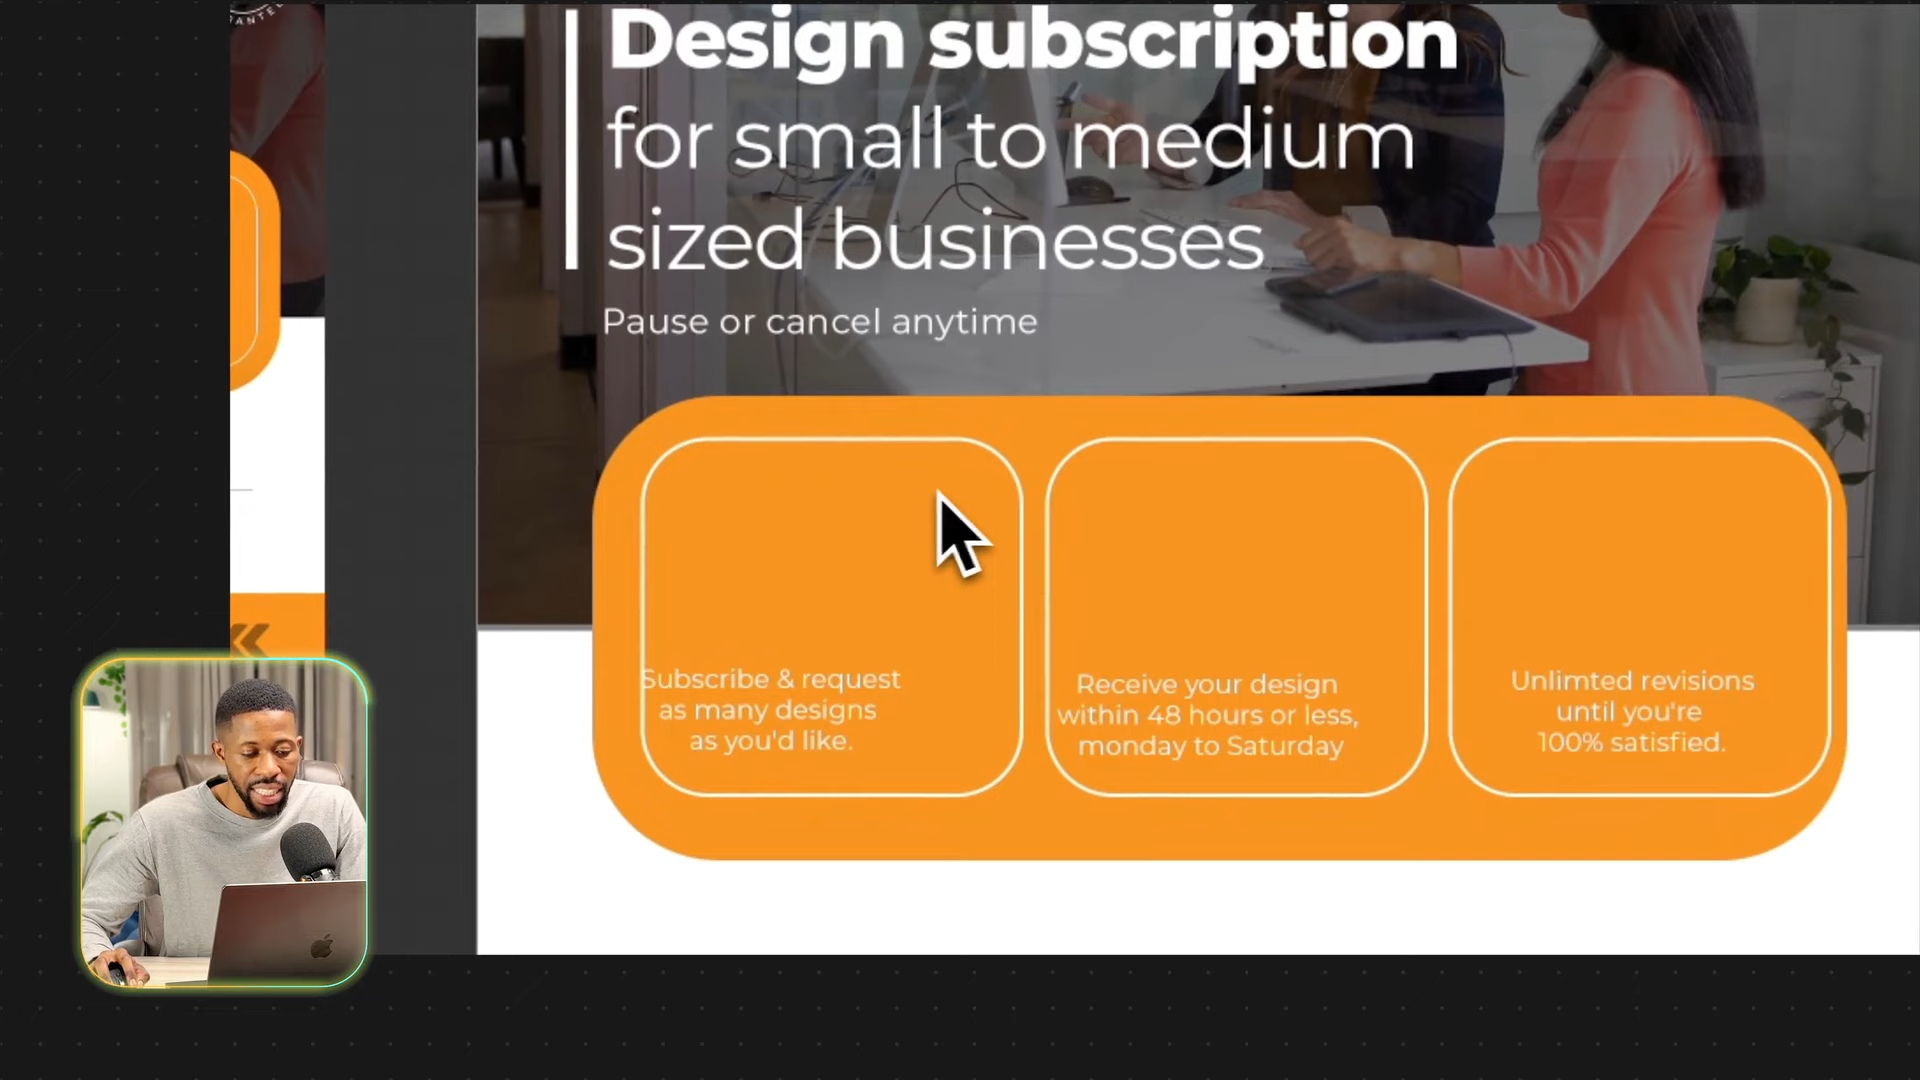 Design subscription
for small to medium
sized businesses
Pause or cancel anytime
Subscribe & request
as many designs
as you'd like.
Receive your design
within 48 hours or less,
monday to Saturday
Unlimted revisions
until you're
100% satisfied.